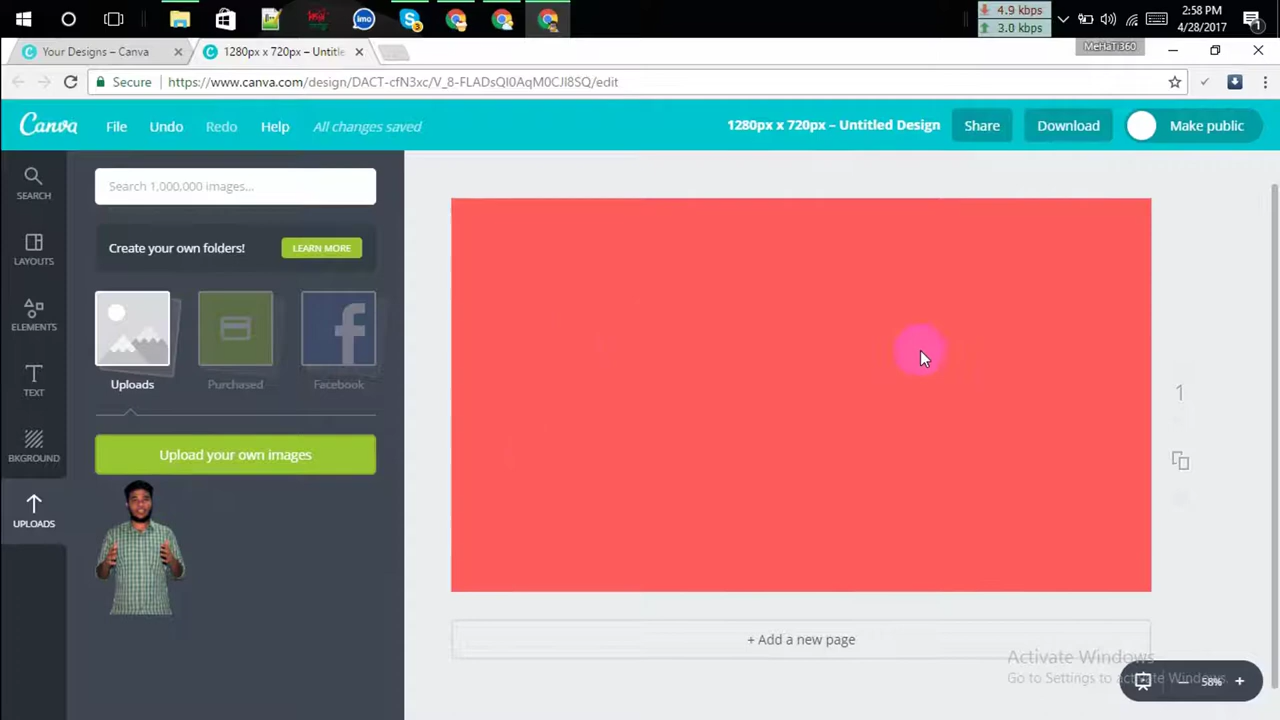 imo
3
4.9 kbps
3.0 kbps
2:58 PM
4/28/2017
1
MeHaTi360
Your Designs – Canva
1280px x 720px – Untitle
Secure
https://www.canva.com/design/DACT-cfN3xc/V_8-FLADsQI0AqM0CJI8SQ/edit
Canva
File
Undo
Redo
Help
All changes saved
1280px x 720px – Untitled Design
Share
Download
Make public
SEARCH
Search 1,000,000 images...
LAYOUTS
Create your own folders!
LEARN MORE
ELEMENTS
Uploads
Purchased
Facebook
TEXT
1
BKGROUND
Upload your own images
UPLOADS
+ Add a new page
Activate Windows
Go to Settings to activate Windows.
58%